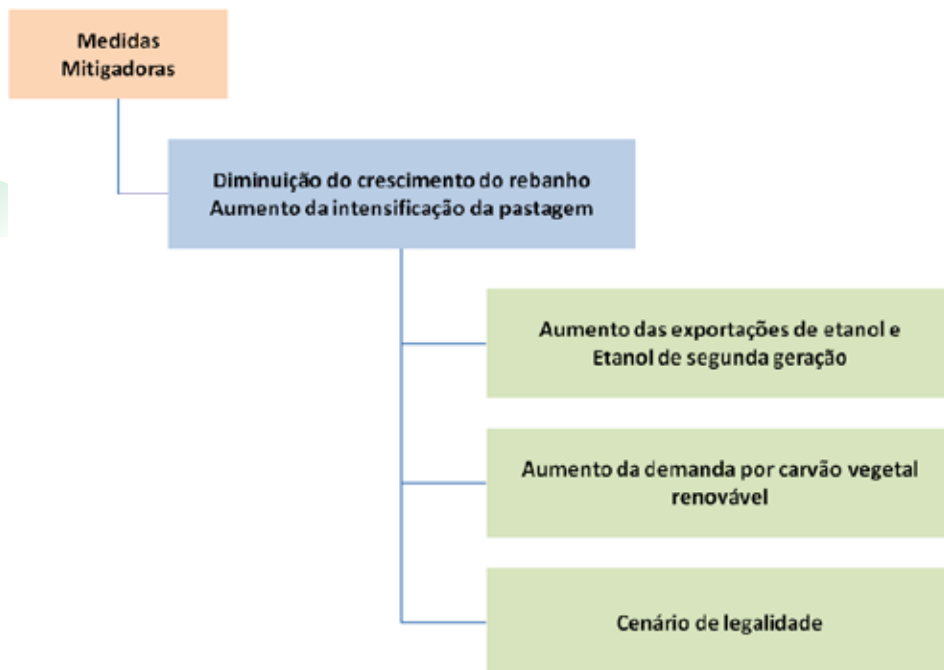 Medidas
Mitigadoras
Diminuição do crescimento do rebanho
Aumento da intensificação da pastagem
Aumento das exportações de etanol e
Etanol de segunda geração
Aumento da demanda por carvão vegetal
renovável
Cenário de legalidade